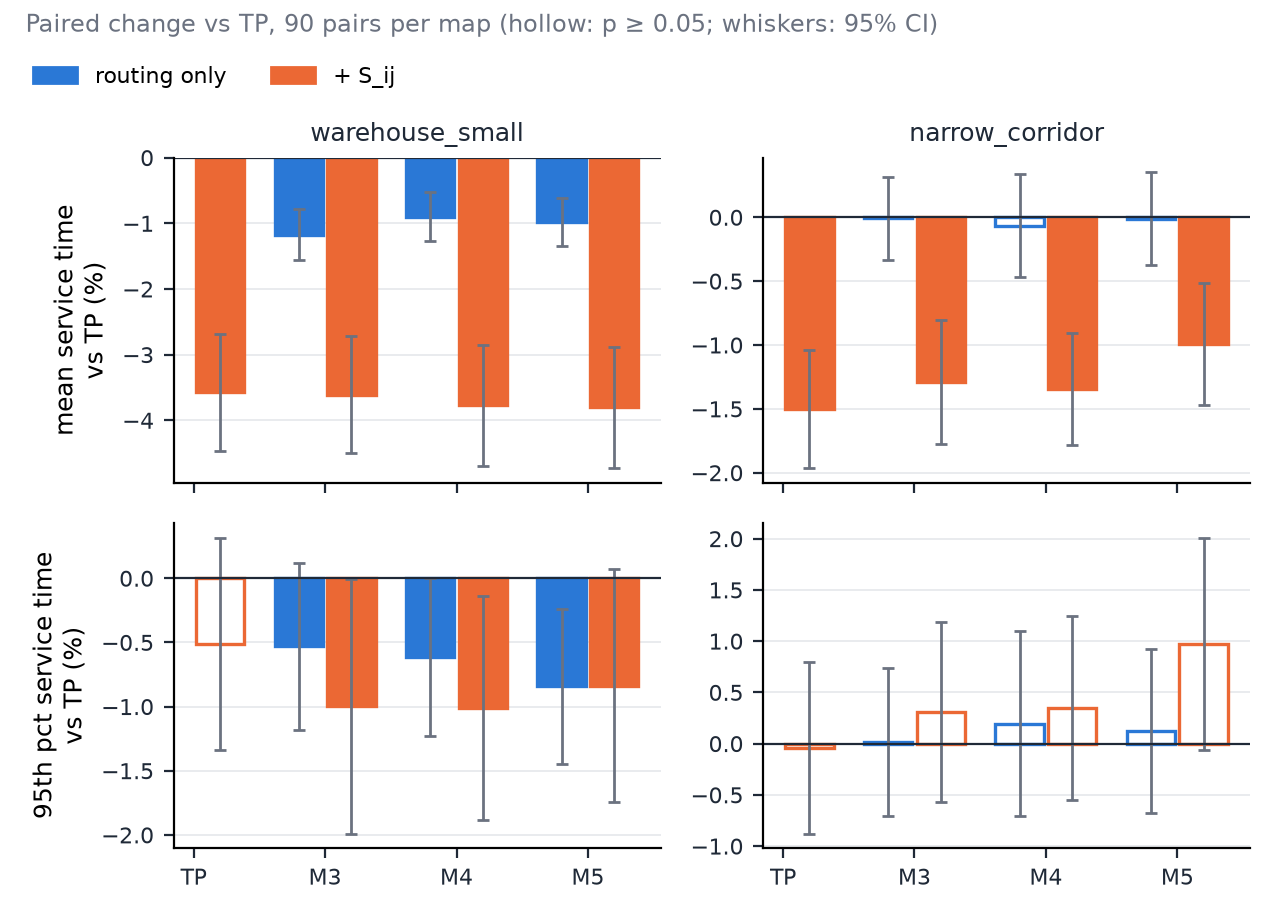 Paired change vs TP, 90 pairs per map (hollow: p ≥ 0.05; whiskers: 95% CI)
routing only + S_ij
warehouse_small
narrow_corridor
mean service time
vs TP (%)
0
−1
−2
−3
−4
0.0
−0.5
−1.0
−1.5
−2.0
95th pct service time
vs TP (%)
0.0
−0.5
−1.0
−1.5
−2.0
2.0
1.5
1.0
0.5
0.0
−0.5
−1.0
TP M3 M4 M5
TP M3 M4 M5